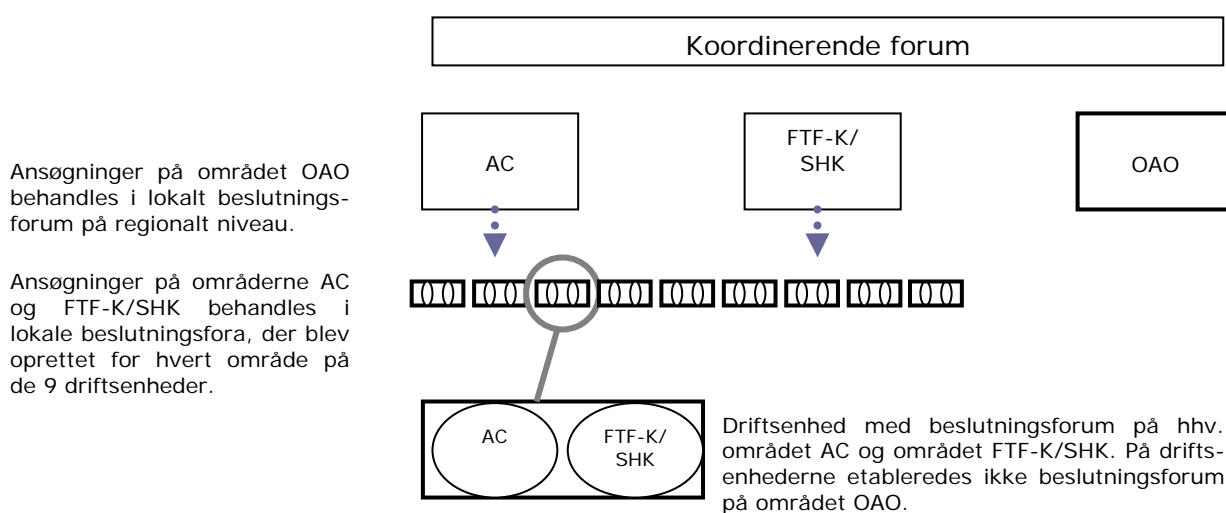 Koordinerende forum
AC
FTF-K/
SHK
OAO
Ansøgninger på området OAO
behandles i lokalt beslutnings-
forum på regionalt niveau.
Ansøgninger på områderne AC
og FTF-K/SHK behandles i
lokale beslutningsfora, der blev
oprettet for hvert område på
de 9 driftsenheder.
AC
FTF-K/
SHK
Driftsenhed med beslutningsforum på hhv.
området AC og området FTF-K/SHK. På drifts-
enhederne etableredes ikke beslutningsforum
på området OAO.